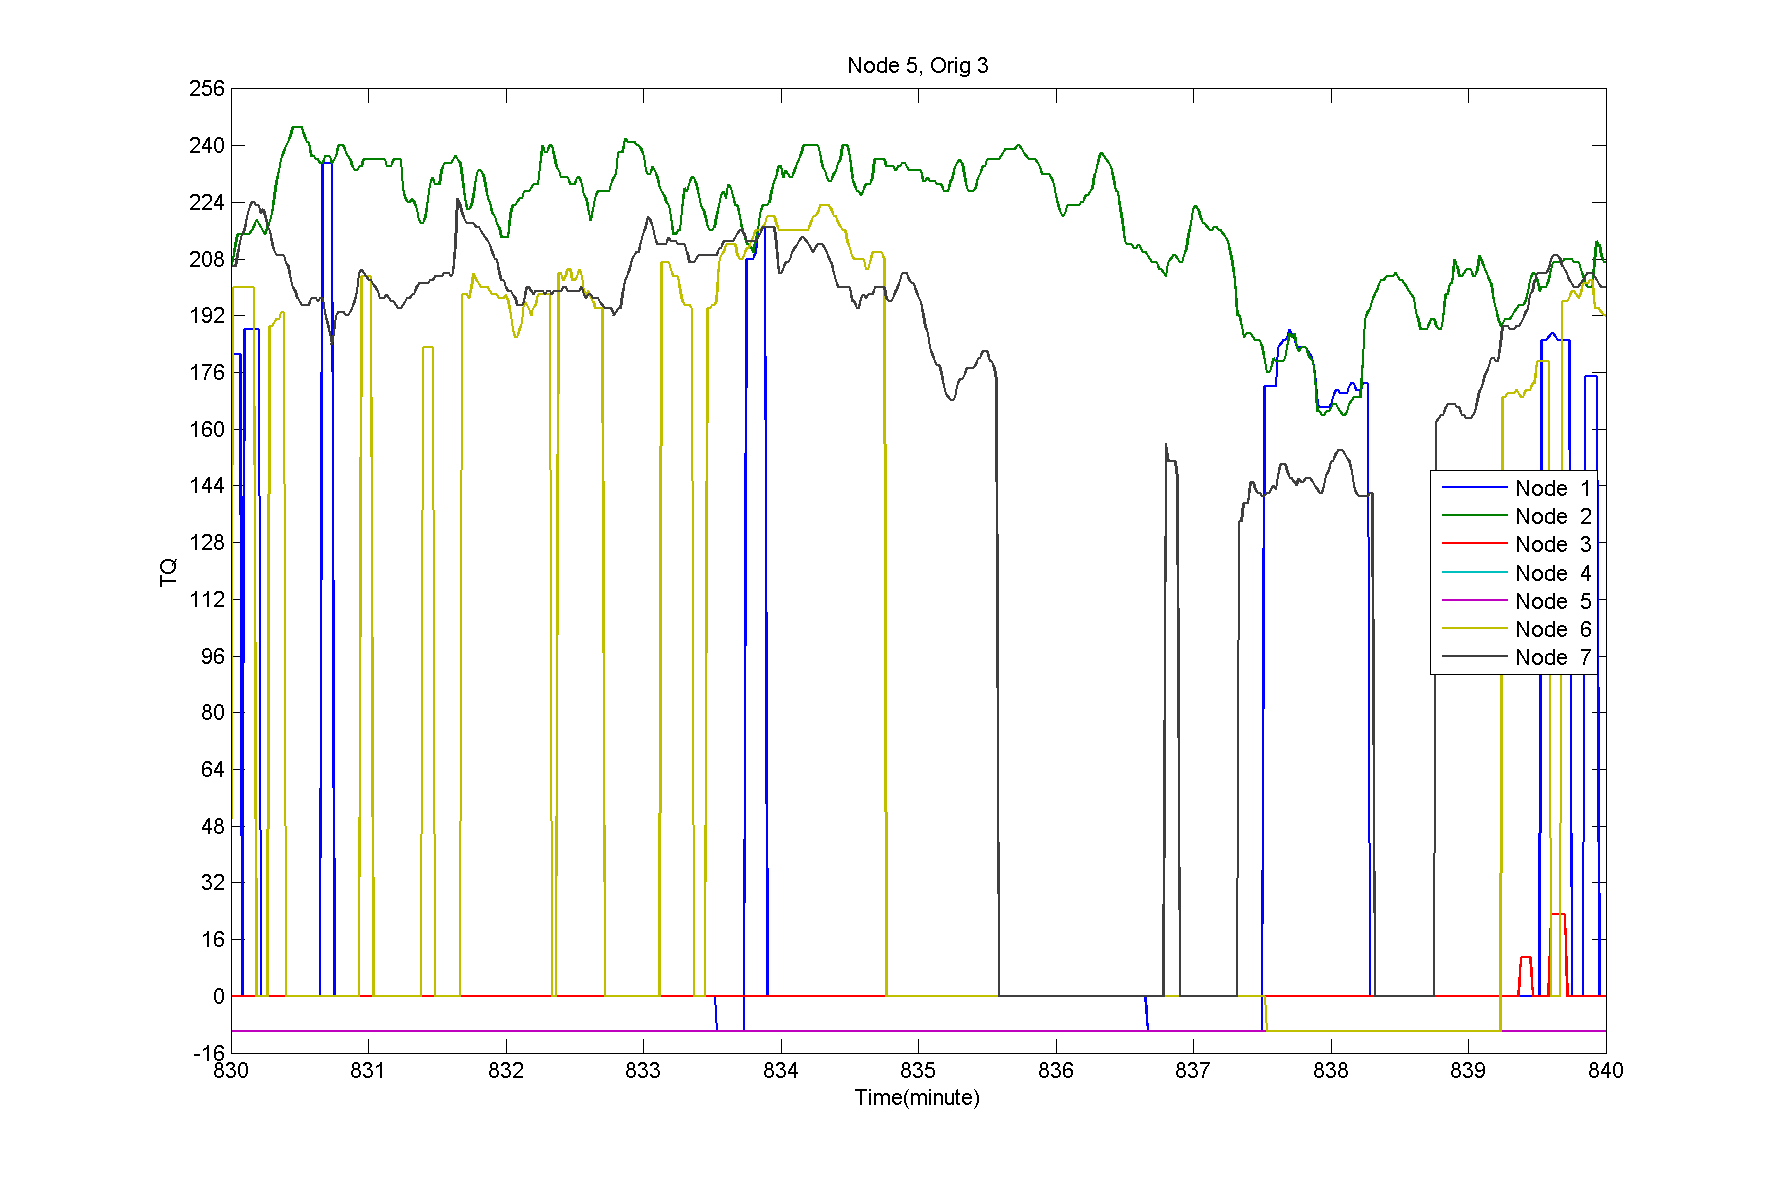 Node 5, Orig 3
256
240
224
208
192
176
160
144
128
112
96
80
64
48
32
16
0
-16
TQ
Node 1
Node 2
Node 3
Node 4
Node 5
Node 6
Node 7
830 831 832 833 834 835 836 837 838 839 840
Time(minute)